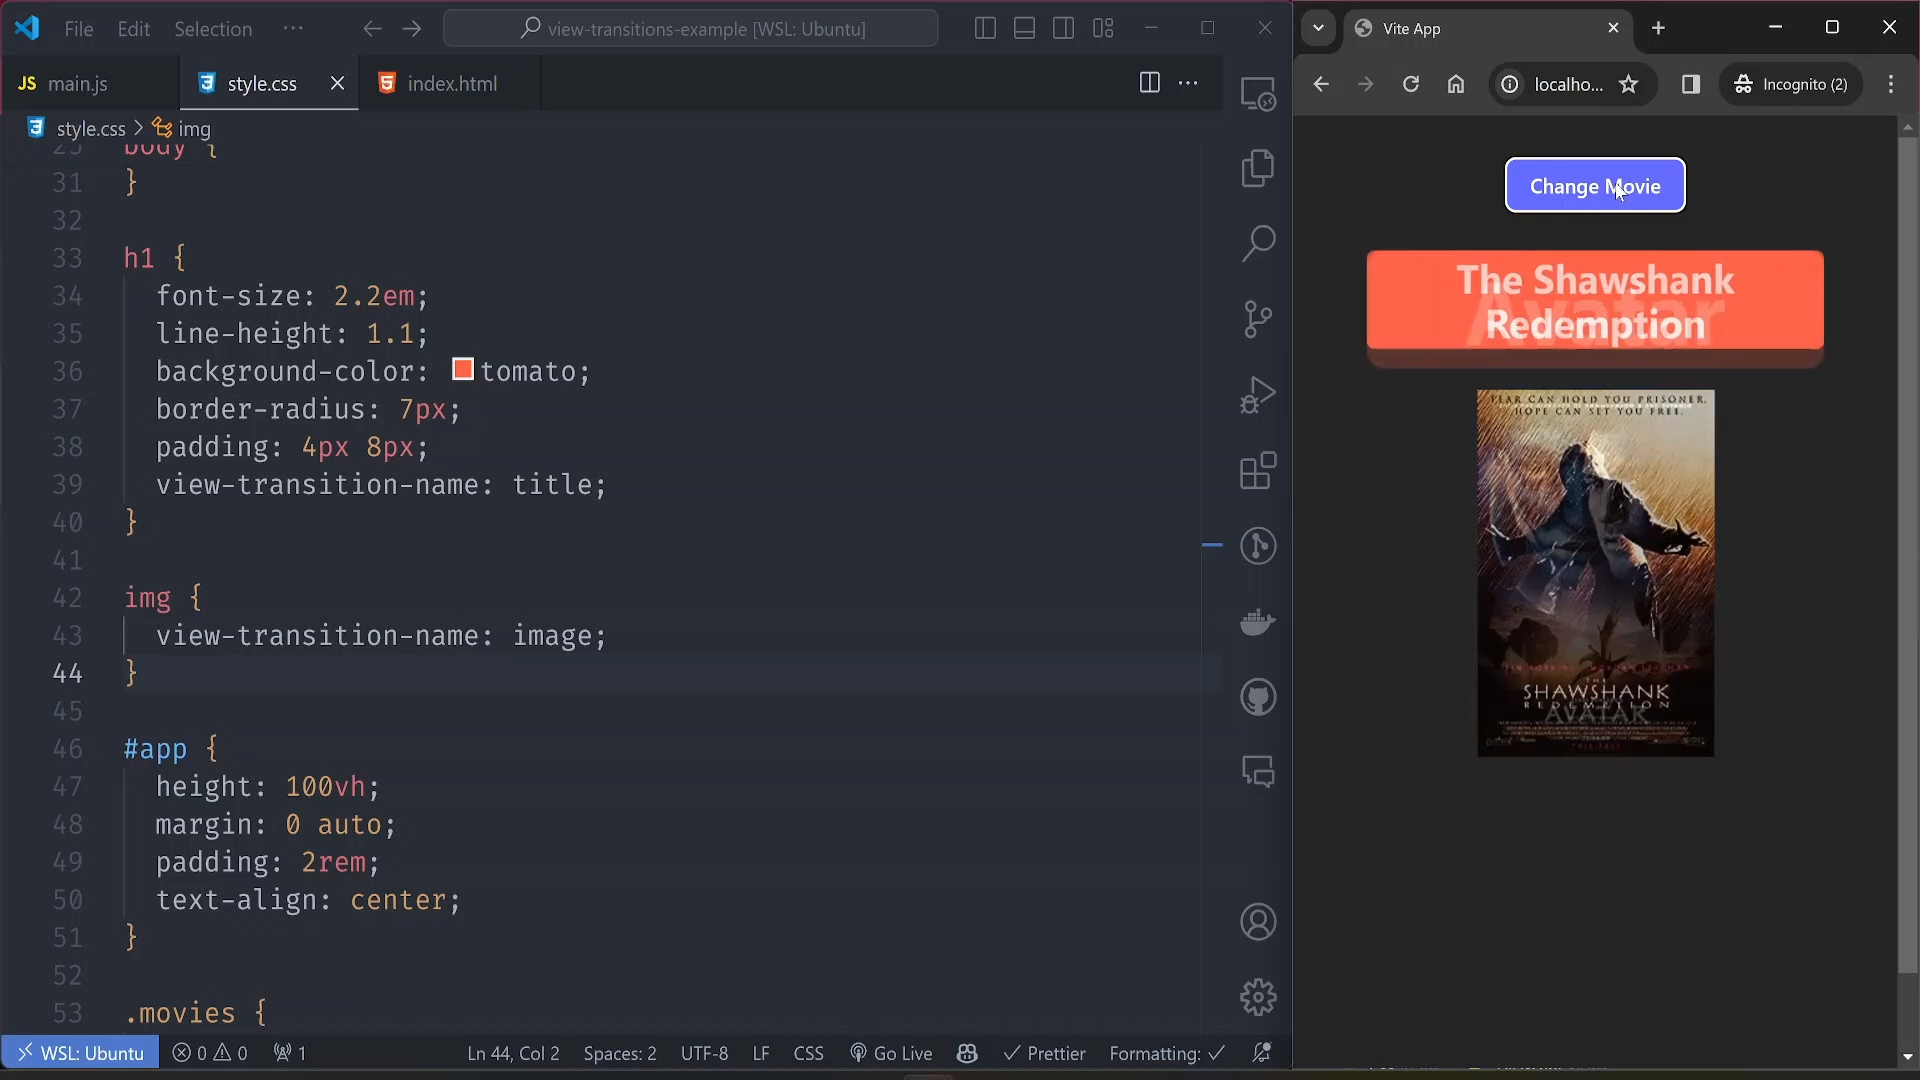 File Edit Selection ···
view-transitions-example [WSL: Ubuntu]
JS main.js
style.css
index.html
style.css > img
25 body {
31 }
32
33 h1 {
34 font-size: 2.2em;
35 line-height: 1.1;
36 background-color: tomato;
37 border-radius: 7px;
38 padding: 4px 8px;
39 view-transition-name: title;
40 }
41
42 img {
43 view-transition-name: image;
44 }
45
46 #app {
47 height: 100vh;
48 margin: 0 auto;
49 padding: 2rem;
50 text-align: center;
51 }
52
53 .movies {
WSL: Ubuntu
0 0
1
Ln 44, Col 2
Spaces: 2
UTF-8
LF
CSS
Go Live
Prettier
Formatting:
Vite App
localho...
Incognito (2)
Change Movie
The Shawshank
Avatar
Redemption
FEAR CAN HOLD YOU PRISONER.
HOPE CAN SET YOU FREE.
THE
SHAWSHANK
REDEMPTION
AVATAR